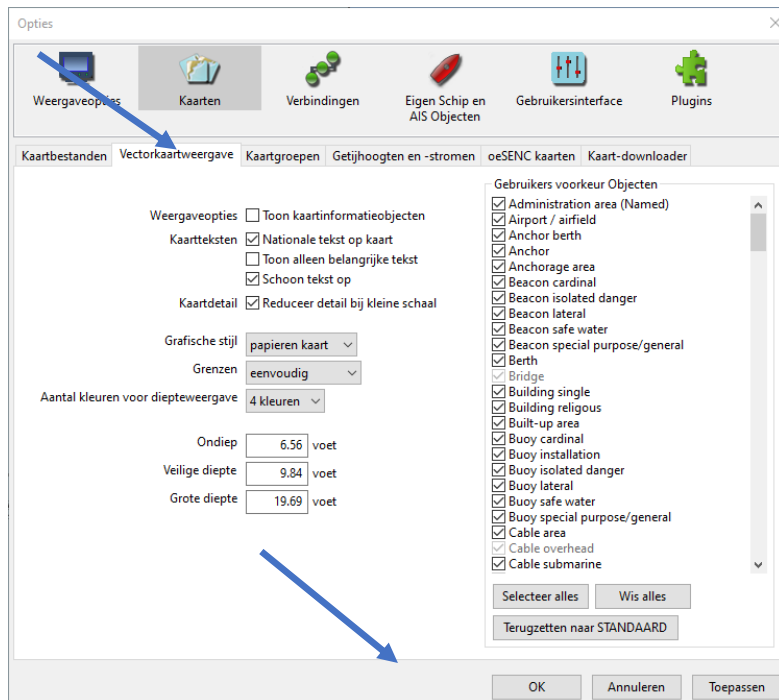 Opties
Weergaveopties
Kaarten
Verbindingen
Eigen Schip en
AIS Objecten
Gebruikersinterface
Plugins
Kaartbestanden
Vectorkaartweergave
Kaartgroepen
Getijhoogten en -stromen
oeSENC kaarten
Kaart-downloader
Weergaveopties
Toon kaartinformatieobjecten
Kaartteksten
Nationale tekst op kaart
Toon alleen belangrijke tekst
Schoon tekst op
Kaartdetail
Reduceer detail bij kleine schaal
Grafische stijl
papieren kaart
Grenzen
eenvoudig
Aantal kleuren voor diepteweergave
4 kleuren
Ondiep
6.56
voet
Veilige diepte
9.84
voet
Grote diepte
19.69
voet
Gebruikers voorkeur Objecten
Administration area (Named)
Airport / airfield
Anchor berth
Anchor
Anchorage area
Beacon cardinal
Beacon isolated danger
Beacon lateral
Beacon safe water
Beacon special purpose/general
Berth
Bridge
Building single
Building religous
Built-up area
Buoy cardinal
Buoy installation
Buoy isolated danger
Buoy lateral
Buoy safe water
Buoy special purpose/general
Cable area
Cable overhead
Cable submarine
Selecteer alles
Wis alles
Terugzetten naar STANDAARD
OK
Annuleren
Toepassen